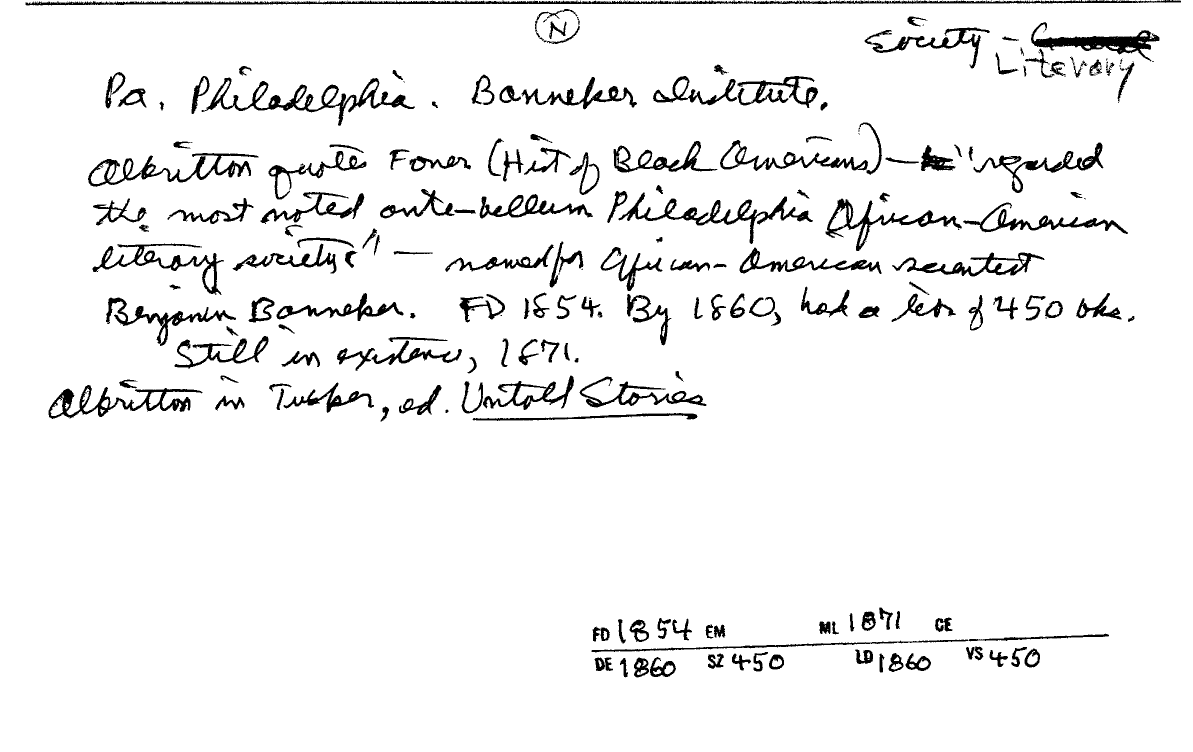 N
Society - General
Literary
Pa. Philadelphia. Banneker Institute.
Albritton quotes Foner (Hist of Black Americans) — "regarded
the most noted ante-bellum Philadelphia African-American
literary society" — named for African-American scientist
Benjamin Banneker. FD 1854. By 1860, had a libr of 450 bks.
Still in existence, 1871.
Albritton in Tucker, ed. Untold Stories
FD 1854 EM ML 1871 CE
DE 1860 SZ 450 LD 1860 VS 450